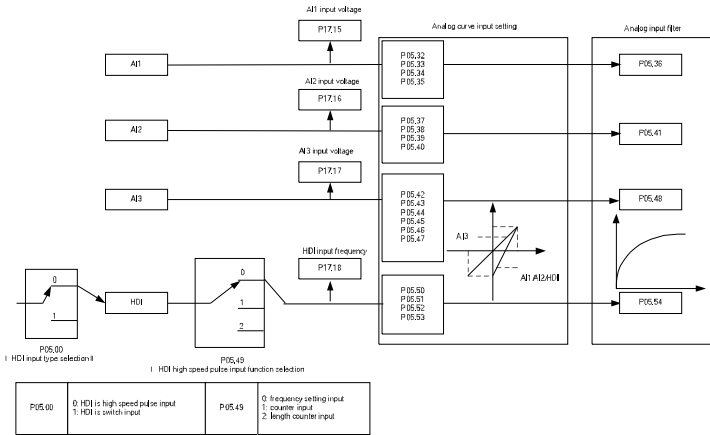 AI1 input voltage
Analog curve input setting
Analog input filter
P17.15
AI1
P05.32
P05.33
P05.34
P05.35
P05.36
AI2 input voltage
P17.16
AI2
P05.37
P05.38
P05.39
P05.40
P05.41
AI3 input voltage
P17.17
AI3
P05.42
P05.43
P05.44
P05.45
P05.46
P05.47
P05.48
AI3
AI1/AI2/HDI
HDI input frequency
P17.18
0
1
HDI
0
1
2
P05.50
P05.51
P05.52
P05.53
P05.54
P05.00
( HDI input type selection )
P05.49
( HDI high speed pulse input function selection )
P05.00
0: HDI is high speed pulse input
1: HDI is switch input
P05.49
0: frequency setting input
1: counter input
2: length counter input